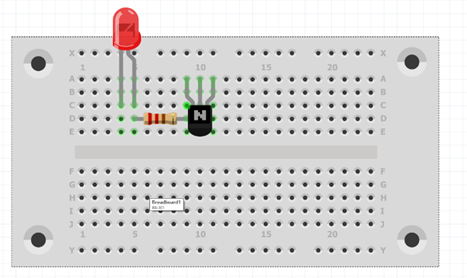 X X
1 5 10 15 20
A A
B B
C C
D D
E E
N
F F
G G
H H
Breadboard1
I I
J J
1 5 10 15 20
Y Y